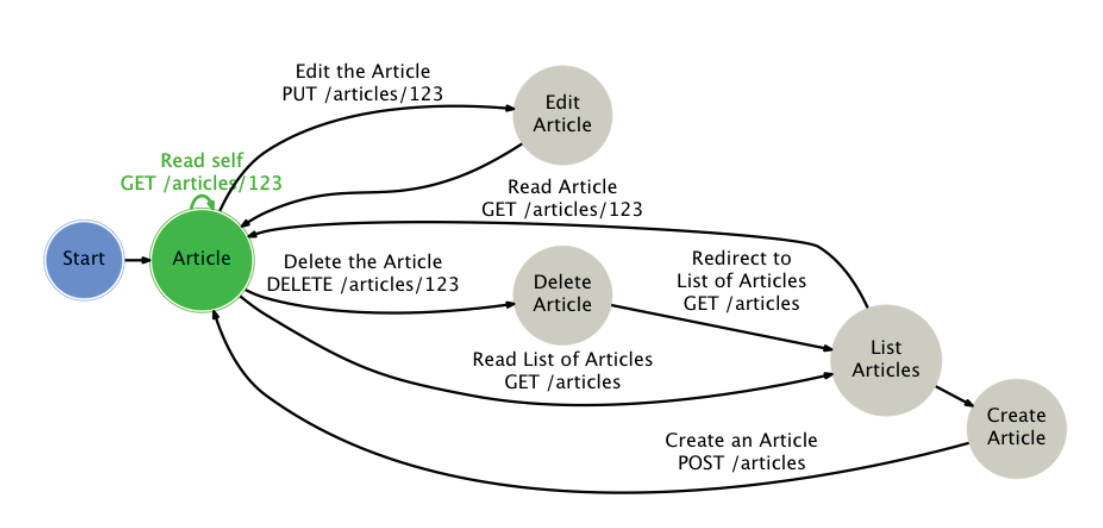 Edit the Article
PUT /articles/123
Edit
Article
Read self
GET /articles/123
Read Article
GET /articles/123
Start
Article
Delete the Article
DELETE /articles/123
Delete
Article
Redirect to
List of Articles
GET /articles
Read List of Articles
GET /articles
List
Articles
Create
Article
Create an Article
POST /articles